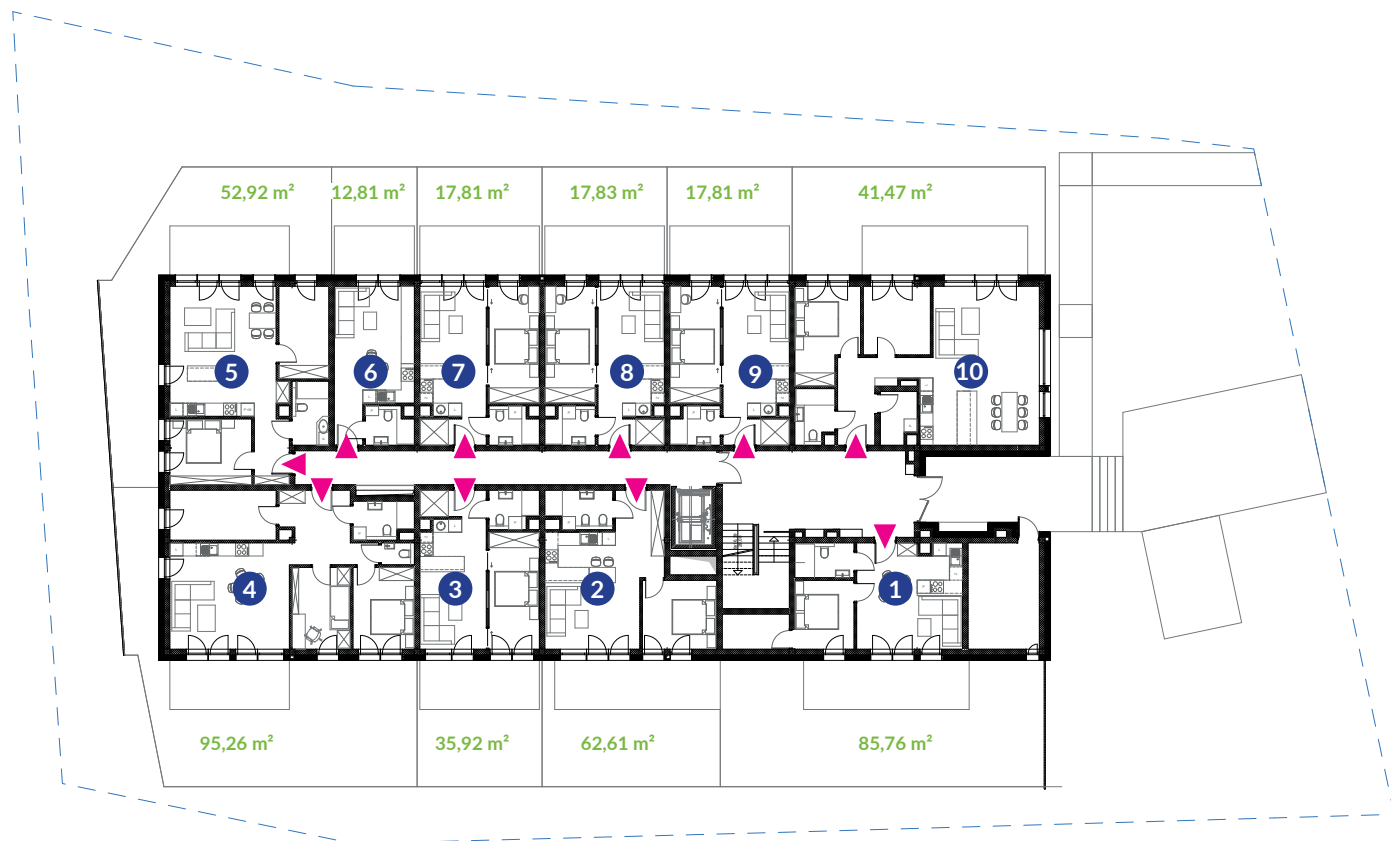 52,92 m²
12,81 m²
17,81 m²
17,83 m²
17,81 m²
41,47 m²
5
6
7
8
9
10
4
3
2
1
95,26 m²
35,92 m²
62,61 m²
85,76 m²